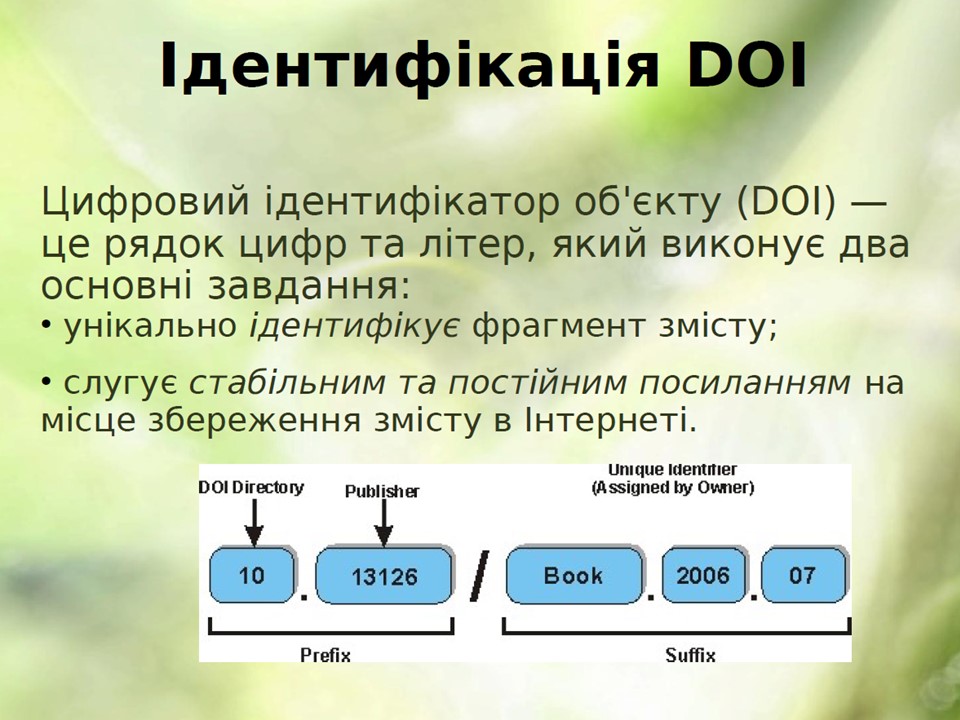 Ідентифікація DOI
Цифровий ідентифікатор об'єкту (DOI) —
це рядок цифр та літер, який виконує два
основні завдання:
• унікально ідентифікує фрагмент змісту;
• слугує стабільним та постійним посиланням на
місце збереження змісту в Інтернеті.
Unique Identifier
DOI Directory Publisher (Assigned by Owner)
10 . 13126 / Book . 2006 . 07
Prefix Suffix